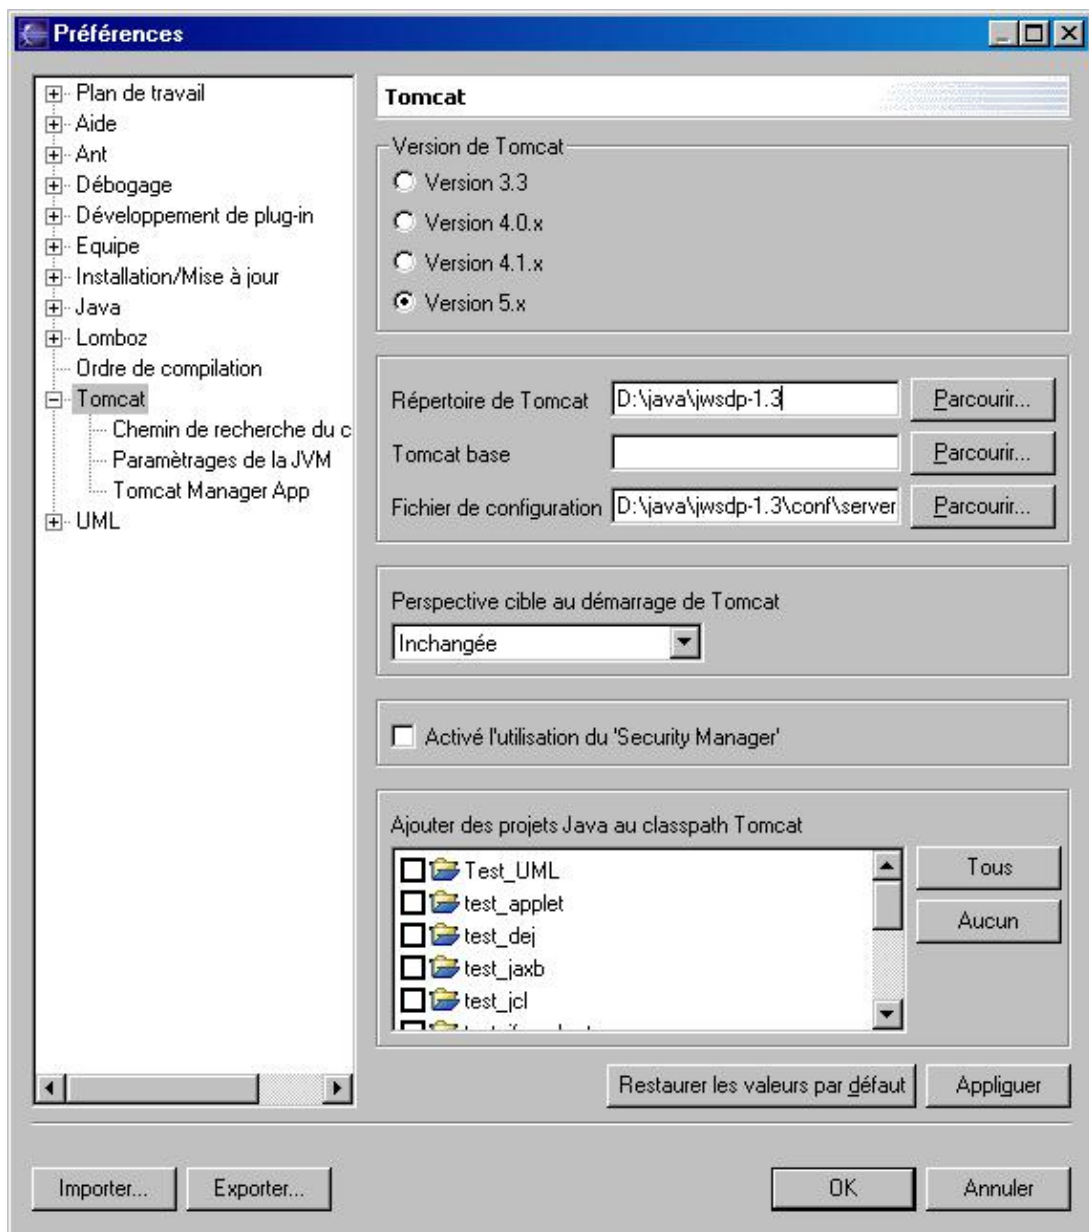 Préférences
Plan de travail
Aide
Ant
Débogage
Développement de plug-in
Equipe
Installation/Mise à jour
Java
Lomboz
Ordre de compilation
Tomcat
Chemin de recherche du c
Paramètrages de la JVM
Tomcat Manager App
UML
Tomcat
Version de Tomcat
Version 3.3
Version 4.0.x
Version 4.1.x
Version 5.x
Répertoire de Tomcat D:\java\jwsdp-1.3 Parcourir...
Tomcat base Parcourir...
Fichier de configuration D:\java\jwsdp-1.3\conf\server Parcourir...
Perspective cible au démarrage de Tomcat
Inchangée
Activé l'utilisation du 'Security Manager'
Ajouter des projets Java au classpath Tomcat
Test_UML
test_applet
test_dej
test_jaxb
test_jcl
Tous
Aucun
Restaurer les valeurs par défaut Appliquer
Importer... Exporter... OK Annuler